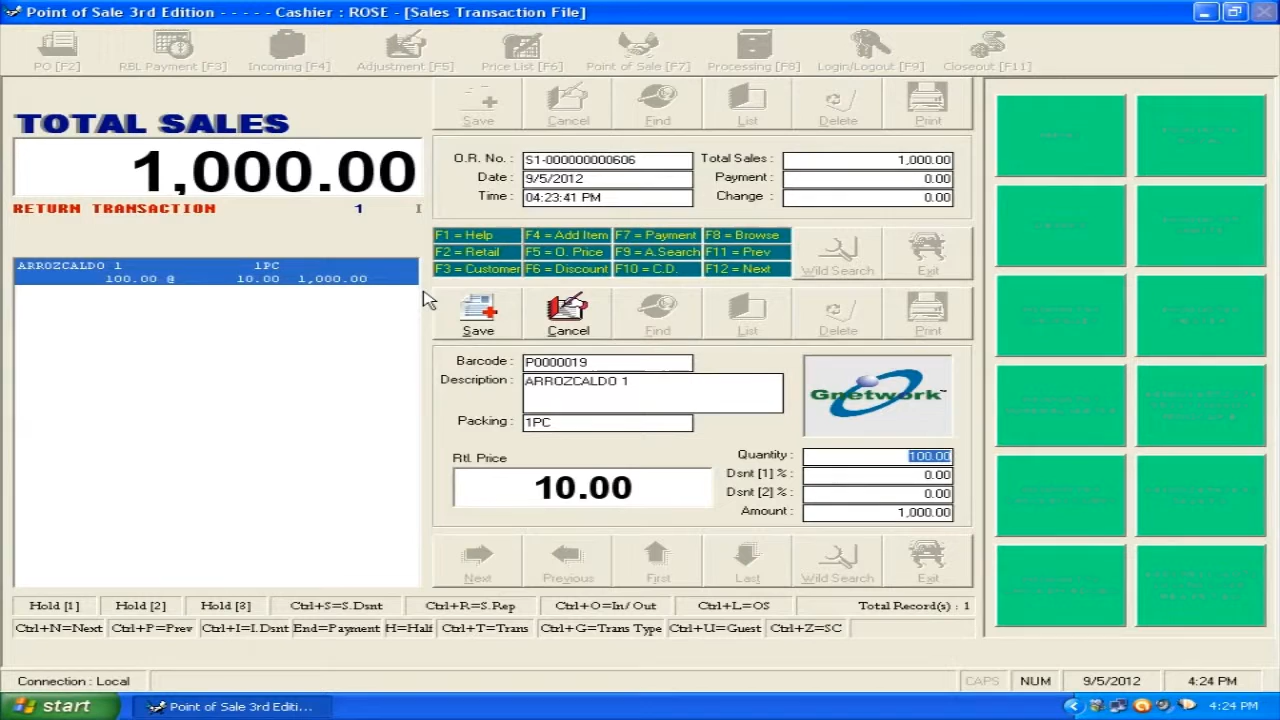 Point of Sale 3rd Edition - - - - - Cashier : ROSE - [Sales Transaction File]
PO [F2] RBL Payment [F3] Incoming [F4] Adjustment [F5] Price List [F6] Point of Sale [F7] Processing [F8] Login/Logout [F9] Closeout [F11]
TOTAL SALES
1,000.00
RETURN TRANSACTION 1 I
ARROZCALDO 1 1PC
100.00 @ 10.00 1,000.00
Save Cancel Find List Delete Print
O.R. No. : S1-000000000606 Total Sales : 1,000.00
Date : 9/5/2012 Payment : 0.00
Time : 04:23:41 PM Change : 0.00
F1 = Help F4 = Add Item F7 = Payment F8 = Browse
F2 = Retail F5 = O. Price F9 = A.Search F11 = Prev
F3 = Customer F6 = Discount F10 = C.D. F12 = Next
Wild Search Exit
Save Cancel Find List Delete Print
Barcode : P0000019
Description : ARROZCALDO 1
Packing : 1PC
Gnetwork™
Rtl. Price
10.00
Quantity : 100.00
Dsnt [1] % : 0.00
Dsnt [2] % : 0.00
Amount : 1,000.00
Next Previous First Last Wild Search Exit
Hold [1] Hold [2] Hold [3] Ctrl+S=S.Dsnt Ctrl+R=S.Rep Ctrl+O=In/Out Ctrl+L=OS Total Record(s) : 1
Ctrl+N=Next Ctrl+P=Prev Ctrl+I=I.Dsnt End=Payment H=Half Ctrl+T=Trans Ctrl+G=Trans Type Ctrl+U=Guest Ctrl+Z=SC
Connection : Local CAPS NUM 9/5/2012 4:24 PM
start Point of Sale 3rd Editi... 4:24 PM